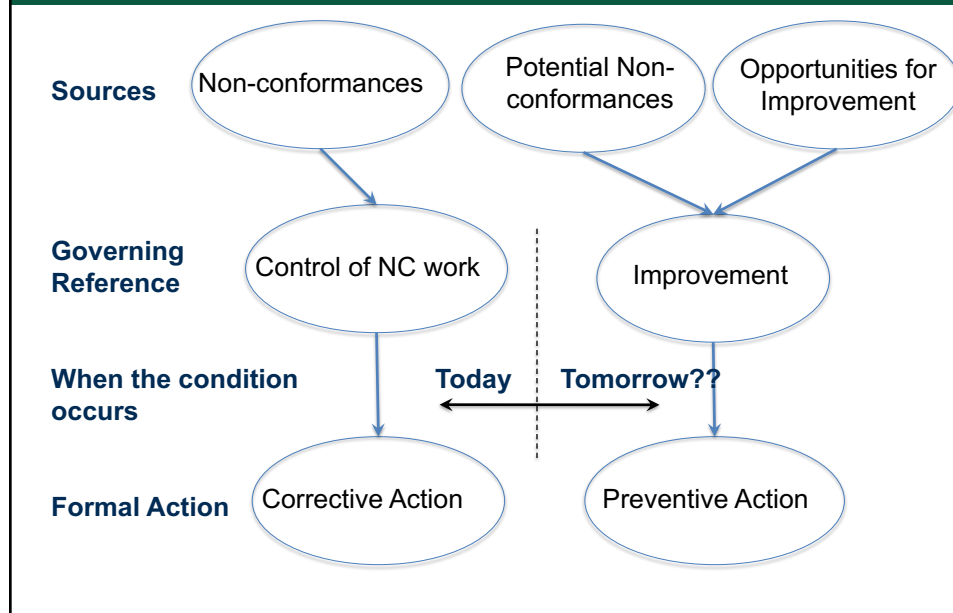 Sources
Non-conformances
Potential Non-
conformances
Opportunities for
Improvement
Governing
Reference
Control of NC work
Improvement
When the condition
occurs
Today
Tomorrow??
Formal Action
Corrective Action
Preventive Action